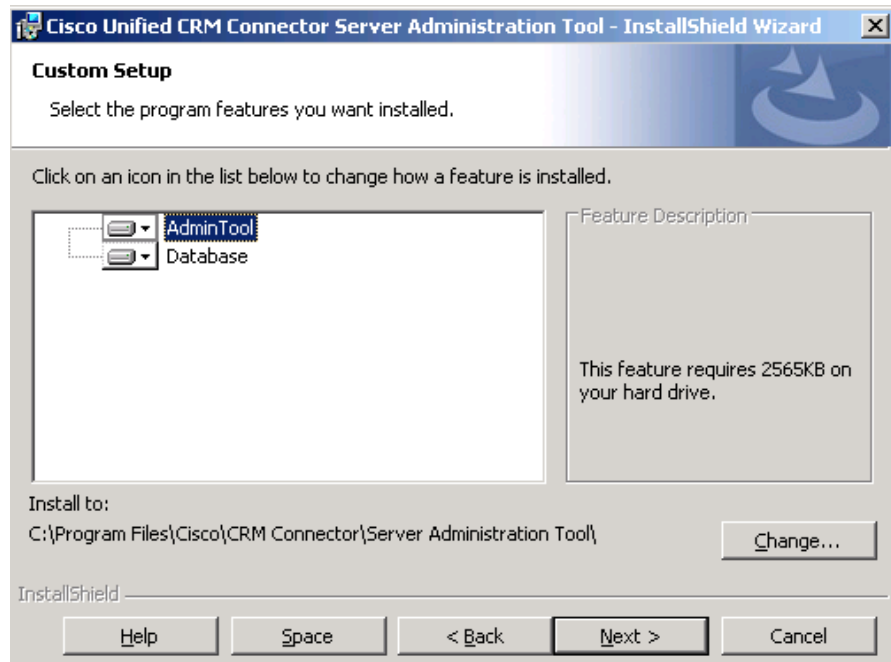 Cisco Unified CRM Connector Server Administration Tool - InstallShield Wizard
Custom Setup
Select the program features you want installed.
Click on an icon in the list below to change how a feature is installed.
AdminTool
Database
Feature Description
This feature requires 2565KB on
your hard drive.
Install to:
C:\Program Files\Cisco\CRM Connector\Server Administration Tool\
Change...
InstallShield
Help
Space
< Back
Next >
Cancel